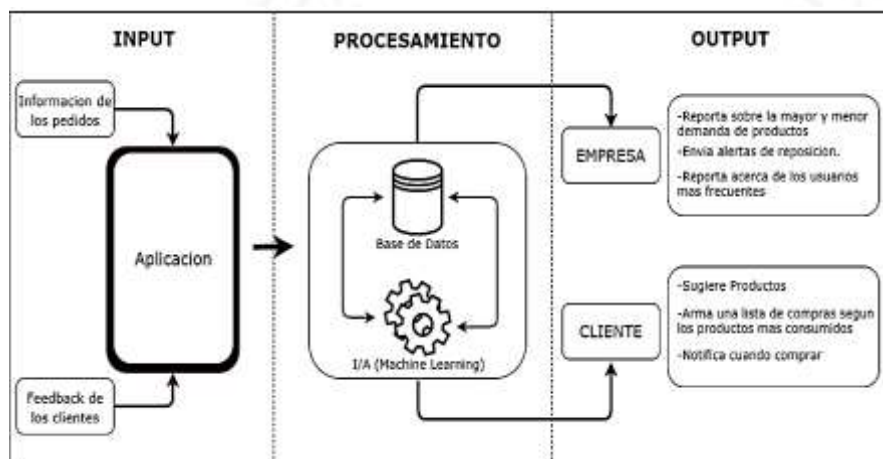 INPUT
PROCESAMIENTO
OUTPUT
Informacion de
los pedidos
Aplicacion
Feedback de
los clientes
Base de Datos
I/A (Machine Learning)
EMPRESA
-Reporta sobre la mayor y menor
demanda de productos
-Envia alertas de reposicion.
-Reporta acerca de los usuarios
mas frecuentes
CLIENTE
-Sugiere Productos
-Arma una lista de compras segun
los productos mas consumidos
-Notifica cuando comprar